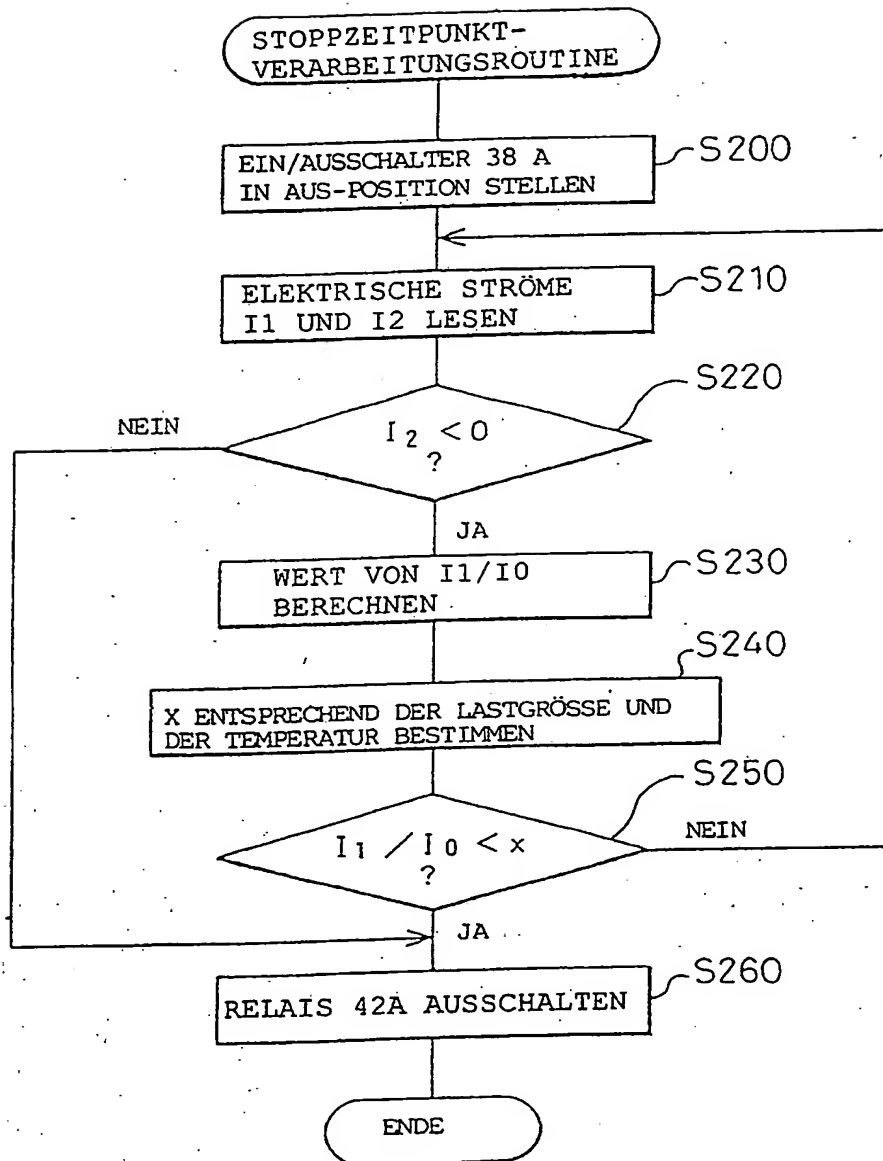 STOPPZEITPUNKT-
VERARBEITUNGSROUTINE
EIN/AUSSCHALTER 38 A
IN AUS-POSITION STELLEN
S200
ELEKTRISCHE STRÖME
I1 UND I2 LESEN
S210
S220
I2 < 0
?
NEIN
JA
WERT VON I1/I0
BERECHNEN
S230
S240
X ENTSPRECHEND DER LASTGRÖSSE UND
DER TEMPERATUR BESTIMMEN
S250
I1 / I0 < x
?
NEIN
JA
RELAIS 42A AUSSCHALTEN
S260
ENDE